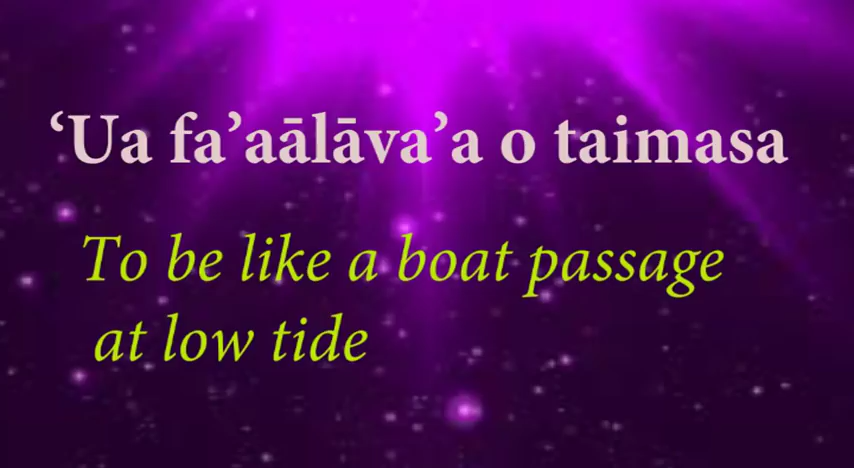 ‘Ua fa’aālāva’a o taimasa
To be like a boat passage
at low tide